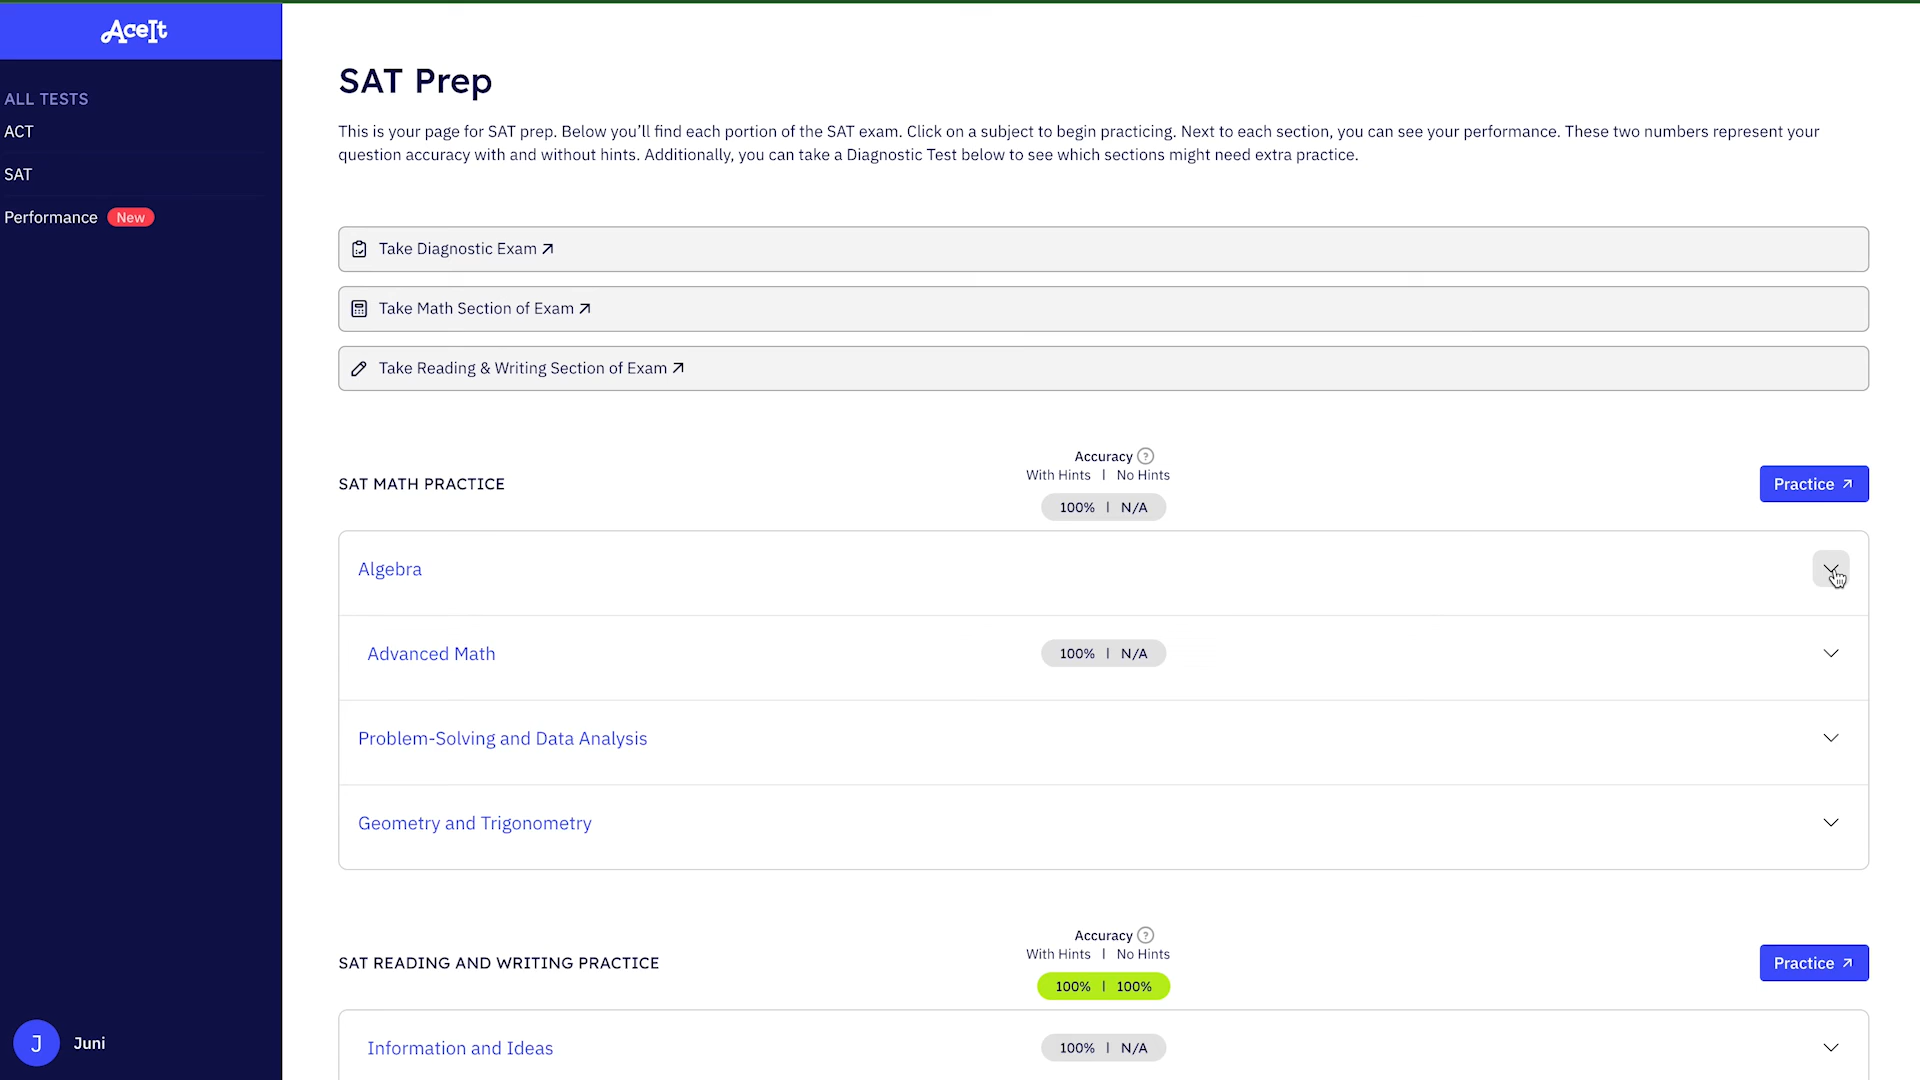 AceIt
ALL TESTS
ACT
SAT
Performance New
J Juni
SAT Prep
This is your page for SAT prep. Below you’ll find each portion of the SAT exam. Click on a subject to begin practicing. Next to each section, you can see your performance. These two numbers represent your
question accuracy with and without hints. Additionally, you can take a Diagnostic Test below to see which sections might need extra practice.
Take Diagnostic Exam
Take Math Section of Exam
Take Reading & Writing Section of Exam
SAT MATH PRACTICE
Accuracy ?
With Hints | No Hints
100% | N/A
Practice
Algebra
Advanced Math 100% | N/A
Problem-Solving and Data Analysis
Geometry and Trigonometry
SAT READING AND WRITING PRACTICE
Accuracy ?
With Hints | No Hints
100% | 100%
Practice
Information and Ideas 100% | N/A